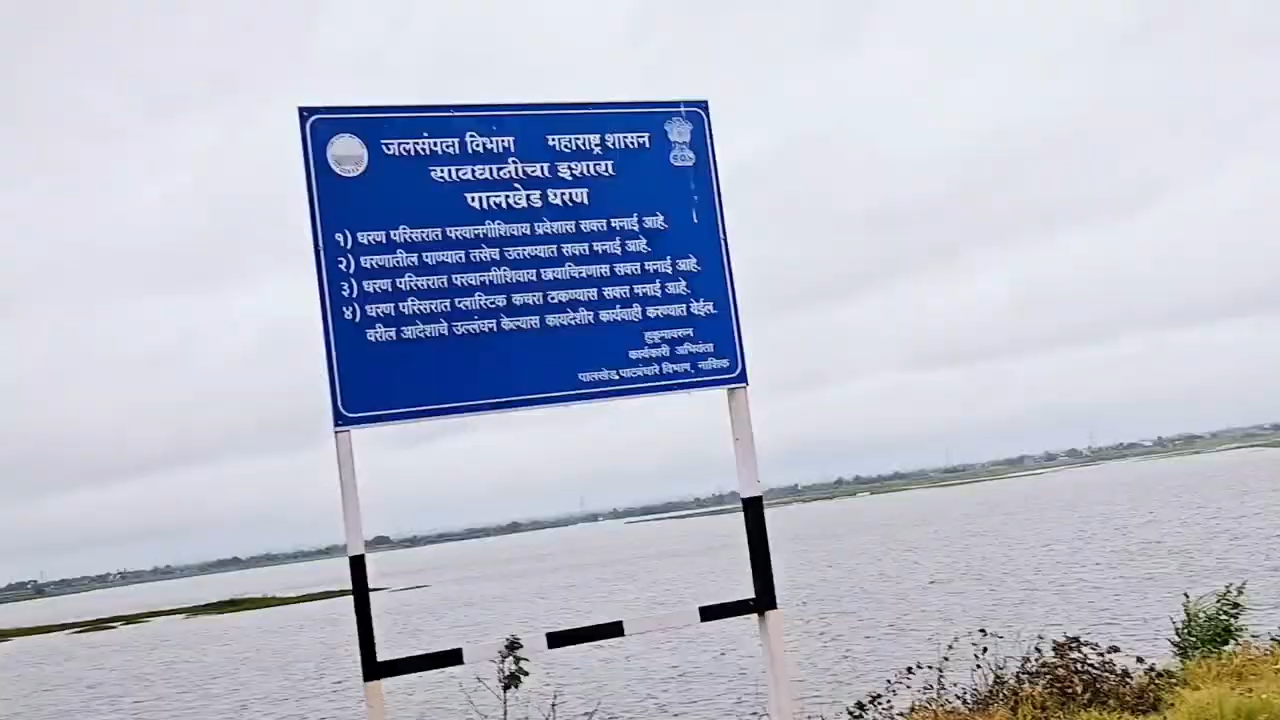 जलसंपदा विभाग महाराष्ट्र शासन
सावधानीचा इशारा
पालखेड धरण
१) धरण परिसरात परवानगीशिवाय प्रवेशास सक्त मनाई आहे.
२) धरणातील पाण्यात तसेच उतरण्यात सक्त मनाई आहे.
३) धरण परिसरात परवानगीशिवाय छायाचित्रणास सक्त मनाई आहे.
४) धरण परिसरात प्लास्टिक कचरा टाकण्यास सक्त मनाई आहे.
वरील आदेशाचे उल्लंघन केल्यास कायदेशीर कार्यवाही करण्यात येईल.
हुकूमावरुन
कार्यकारी अभियंता
पालखेड पाटबंधारे विभाग, नाशिक